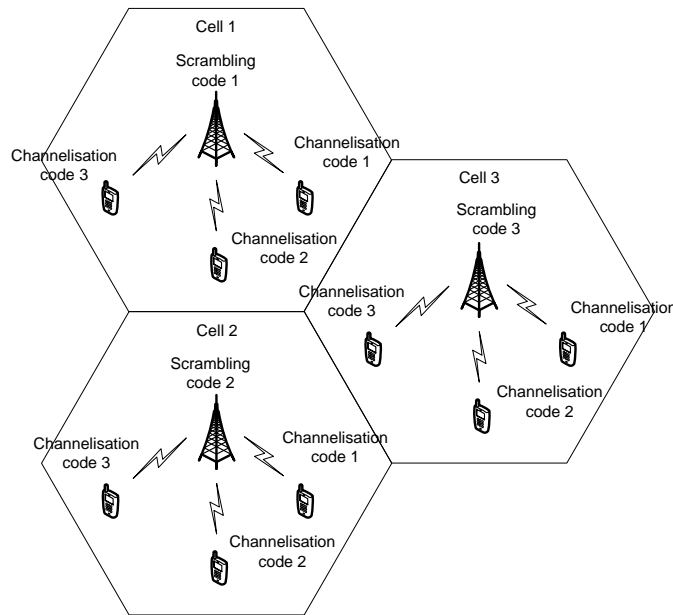 Cell 1
Scrambling
code 1
Channelisation
code 3
Channelisation
code 1
Channelisation
code 2
Cell 3
Scrambling
code 3
Channelisation
code 3
Channelisation
code 1
Channelisation
code 2
Cell 2
Scrambling
code 2
Channelisation
code 3
Channelisation
code 1
Channelisation
code 2